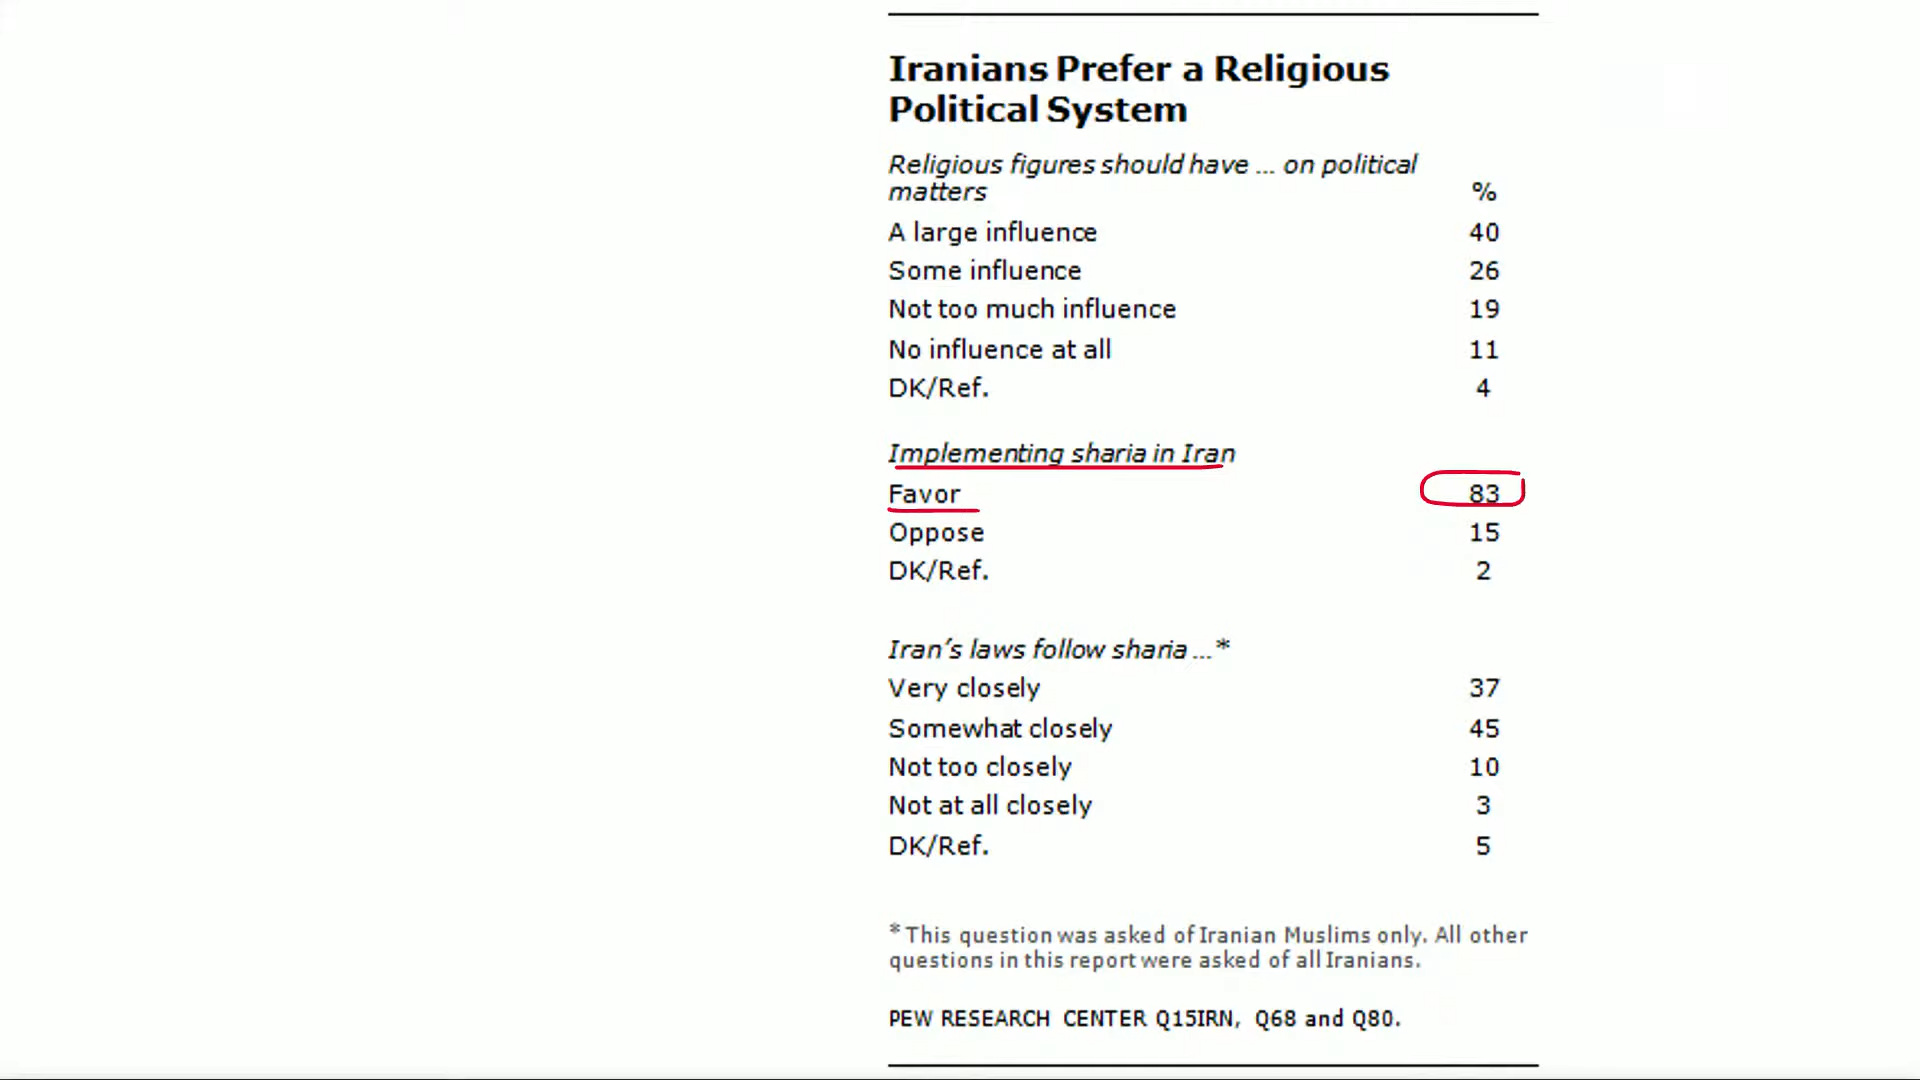 Iranians Prefer a Religious
Political System
Religious figures should have ... on political
matters %
A large influence 40
Some influence 26
Not too much influence 19
No influence at all 11
DK/Ref. 4
Implementing sharia in Iran
Favor 83
Oppose 15
DK/Ref. 2
Iran's laws follow sharia ...*
Very closely 37
Somewhat closely 45
Not too closely 10
Not at all closely 3
DK/Ref. 5
* This question was asked of Iranian Muslims only. All other
questions in this report were asked of all Iranians.
PEW RESEARCH CENTER Q15IRN, Q68 and Q80.